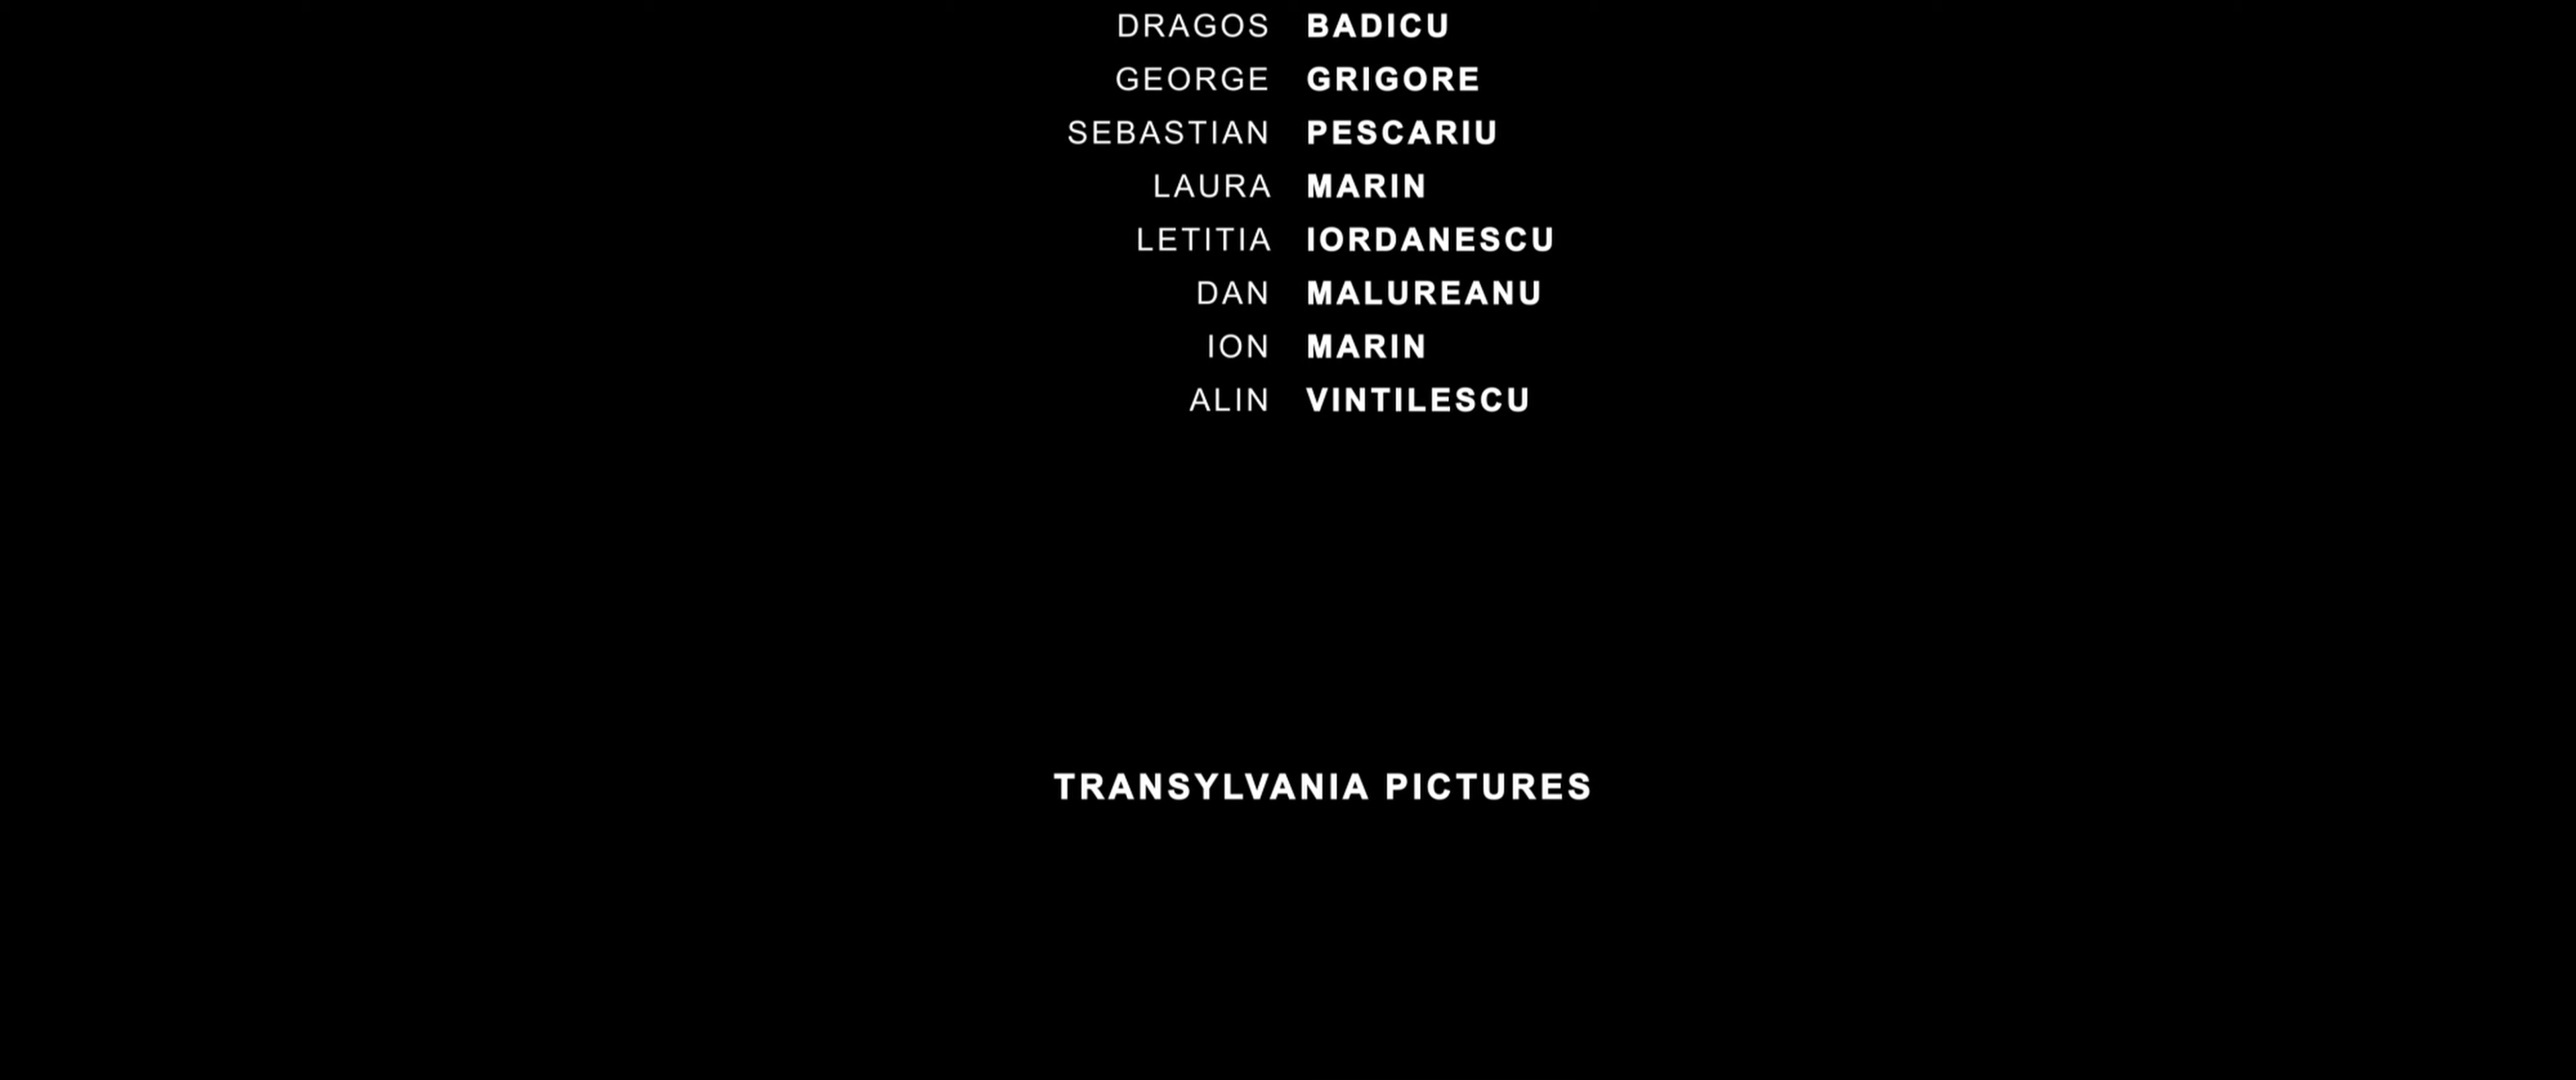 DRAGOS BADICU
GEORGE GRIGORE
SEBASTIAN PESCARIU
LAURA MARIN
LETITIA IORDANESCU
DAN MALUREANU
ION MARIN
ALIN VINTILESCU
TRANSYLVANIA PICTURES